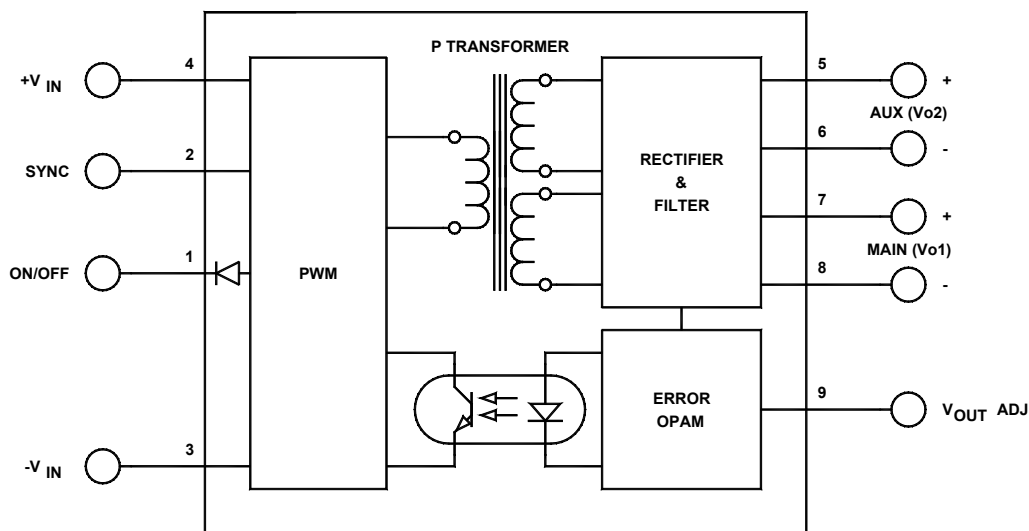 P TRANSFORMER
+V IN
4
SYNC
2
ON/OFF
1
-V IN
3
PWM
RECTIFIER
&
FILTER
5
+
AUX (Vo2)
6
-
7
+
MAIN (Vo1)
8
-
ERROR
OPAM
9
VOUT ADJ